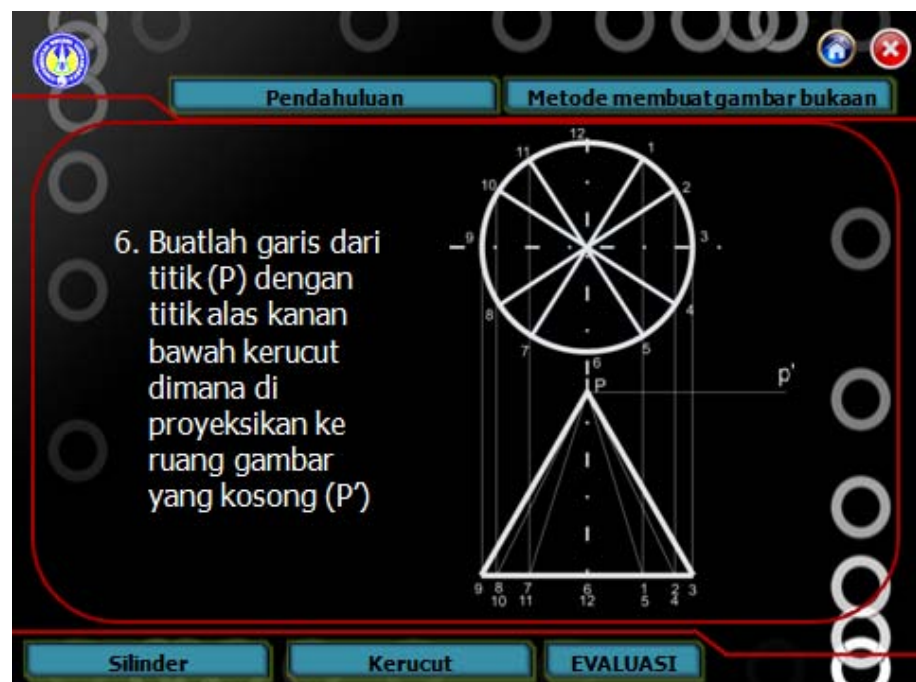 Pendahuluan
Metode membuat gambar bukaan
6. Buatlah garis dari
titik (P) dengan
titik alas kanan
bawah kerucut
dimana di
proyeksikan ke
ruang gambar
yang kosong (P')
12
11
1
10
2
9
3
8
4
7
5
6
P
p'
9 8 7 6 1 2 3
10 11 12 5 4
Silinder
Kerucut
EVALUASI